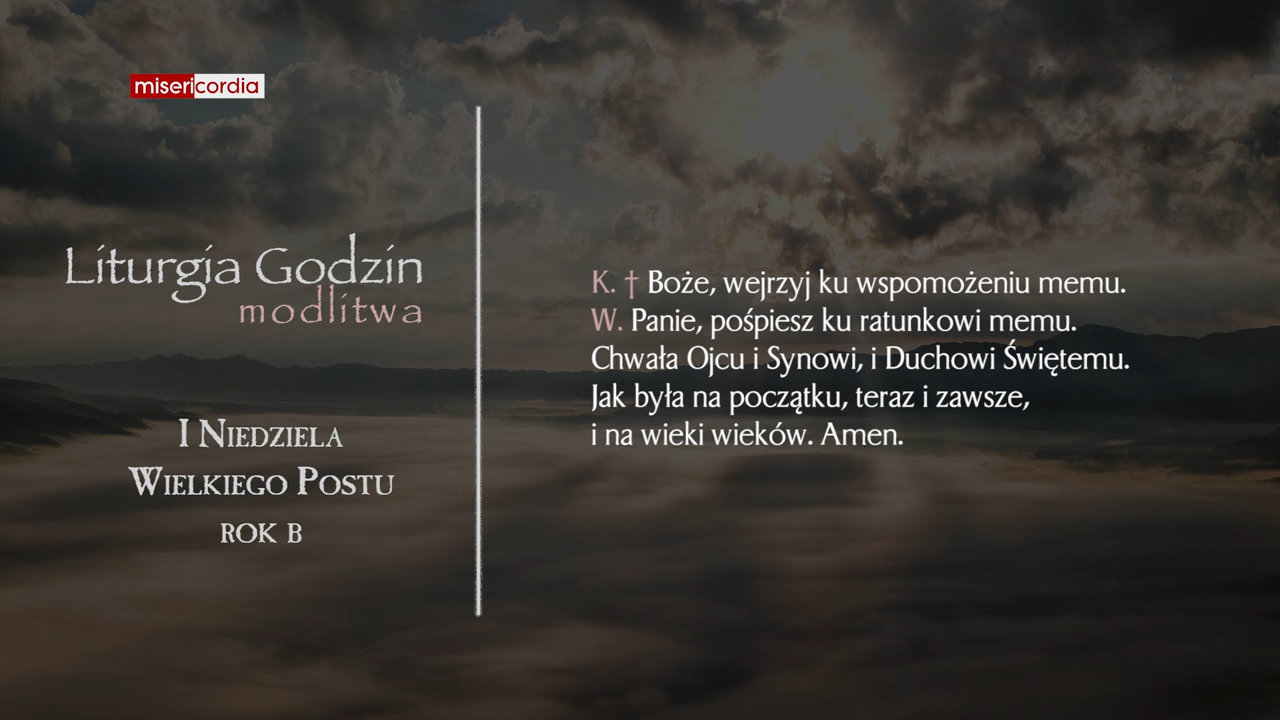 misericordia
Liturgia Godzin
modlitwa
I Niedziela
Wielkiego Postu
rok B
K. † Boże, wejrzyj ku wspomożeniu memu.
W. Panie, pośpiesz ku ratunkowi memu.
Chwała Ojcu i Synowi, i Duchowi Świętemu.
Jak była na początku, teraz i zawsze,
i na wieki wieków. Amen.